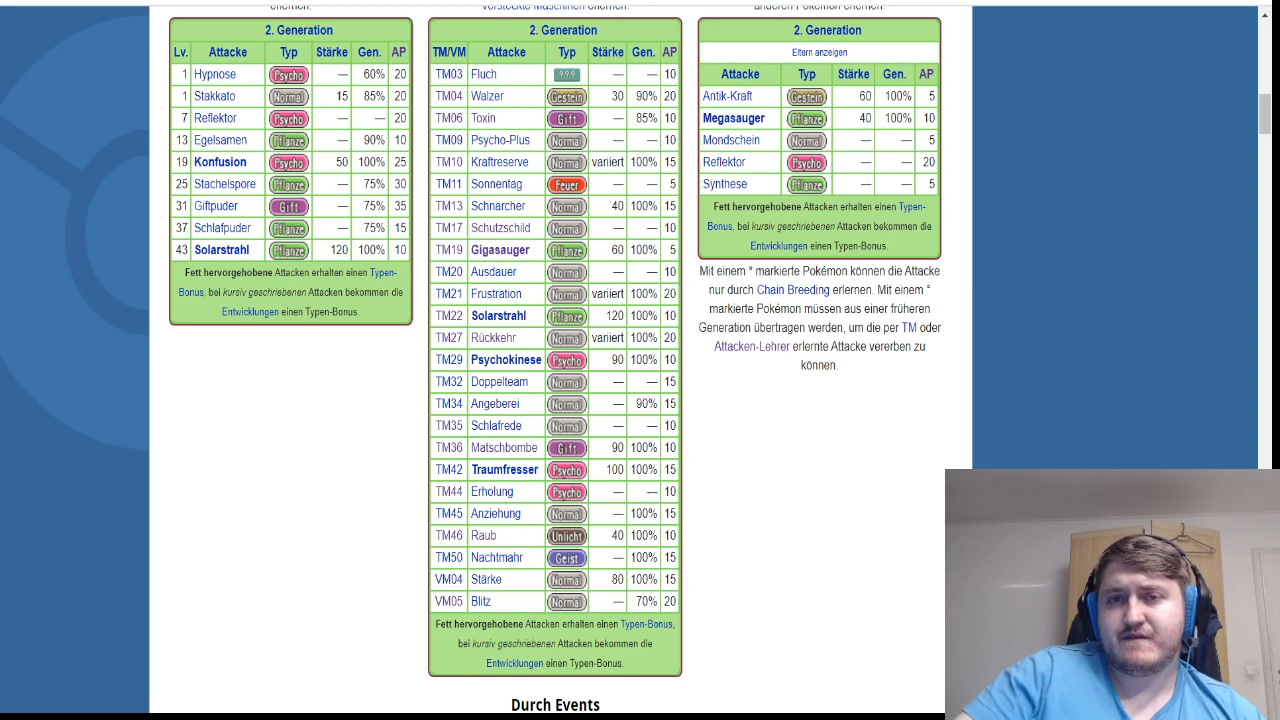 versteckte Maschinen erlernen.
2. Generation
Lv. Attacke Typ Stärke Gen. AP
1 Hypnose Psycho — 60% 20
1 Stakkato Normal 15 85% 20
7 Reflektor Psycho — — 20
13 Egelsamen Pflanze — 90% 10
19 Konfusion Psycho 50 100% 25
25 Stachelspore Pflanze — 75% 30
31 Giftpuder Gift — 75% 35
37 Schlafpuder Pflanze — 75% 15
43 Solarstrahl Pflanze 120 100% 10
Fett hervorgehobene Attacken erhalten einen Typen-
Bonus, bei kursiv geschriebenen Attacken bekommen die
Entwicklungen einen Typen-Bonus.
2. Generation
TM/VM Attacke Typ Stärke Gen. AP
TM03 Fluch ??? — — 10
TM04 Walzer Gestein 30 90% 20
TM06 Toxin Gift — 85% 10
TM09 Psycho-Plus Normal — — 10
TM10 Kraftreserve Normal variiert 100% 15
TM11 Sonnentag Feuer — — 5
TM13 Schnarcher Normal 40 100% 15
TM17 Schutzschild Normal — — 10
TM19 Gigasauger Pflanze 60 100% 5
TM20 Ausdauer Normal — — 10
TM21 Frustration Normal variiert 100% 20
TM22 Solarstrahl Pflanze 120 100% 10
TM27 Rückkehr Normal variiert 100% 20
TM29 Psychokinese Psycho 90 100% 10
TM32 Doppelteam Normal — — 15
TM34 Angeberei Normal — 90% 15
TM35 Schlafrede Normal — — 10
TM36 Matschbombe Gift 90 100% 10
TM42 Traumfresser Psycho 100 100% 15
TM44 Erholung Psycho — — 10
TM45 Anziehung Normal — 100% 15
TM46 Raub Unlicht 40 100% 10
TM50 Nachtmahr Geist — 100% 15
VM04 Stärke Normal 80 100% 15
VM05 Blitz Normal — 70% 20
Fett hervorgehobene Attacken erhalten einen Typen-Bonus,
bei kursiv geschriebenen Attacken bekommen die
Entwicklungen einen Typen-Bonus.
2. Generation
Eltern anzeigen
Attacke Typ Stärke Gen. AP
Antik-Kraft Gestein 60 100% 5
Megasauger Pflanze 40 100% 10
Mondschein Normal — — 5
Reflektor Psycho — — 20
Synthese Pflanze — — 5
Fett hervorgehobene Attacken erhalten einen Typen-
Bonus, bei kursiv geschriebenen Attacken bekommen die
Entwicklungen einen Typen-Bonus.
Mit einem * markierte Pokémon können die Attacke
nur durch Chain Breeding erlernen. Mit einem °
markierte Pokémon müssen aus einer früheren
Generation übertragen werden, um die per TM oder
Attacken-Lehrer erlernte Attacke vererben zu
können.
Durch Events